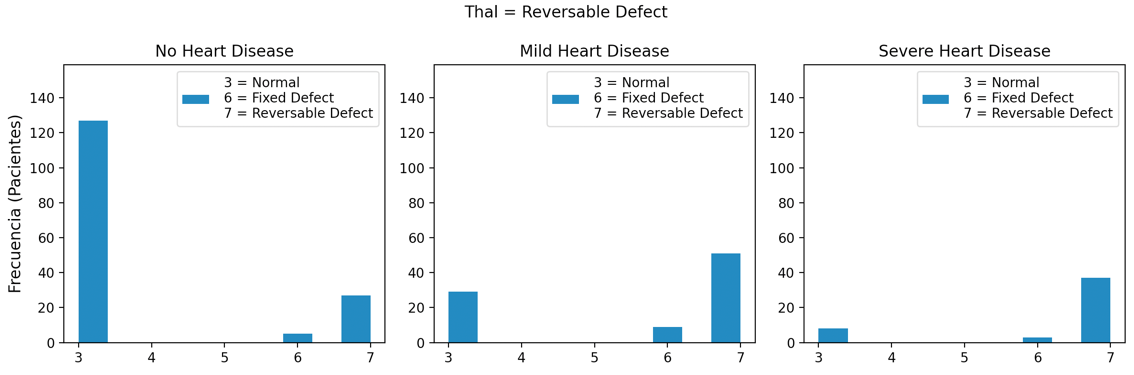 Thal = Reversable Defect
No Heart Disease
Frecuencia (Pacientes)
140
120
100
80
60
40
20
0
3 = Normal
6 = Fixed Defect
7 = Reversable Defect
3 4 5 6 7
Mild Heart Disease
140
120
100
80
60
40
20
0
3 = Normal
6 = Fixed Defect
7 = Reversable Defect
3 4 5 6 7
Severe Heart Disease
140
120
100
80
60
40
20
0
3 = Normal
6 = Fixed Defect
7 = Reversable Defect
3 4 5 6 7